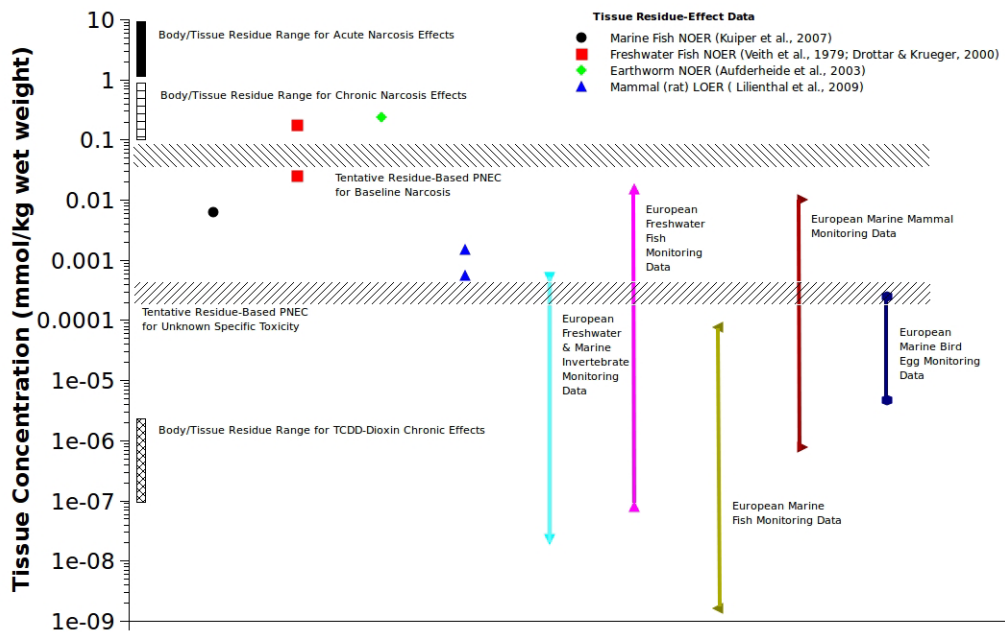 Tissue Concentration (mmol/kg wet weight)
10
1
0.1
0.01
0.001
0.0001
1e-05
1e-06
1e-07
1e-08
1e-09
Tissue Residue-Effect Data
Marine Fish NOER (Kuiper et al., 2007)
Freshwater Fish NOER (Veith et al., 1979; Drottar & Krueger, 2000)
Earthworm NOER (Aufderheide et al., 2003)
Mammal (rat) LOER ( Lilienthal et al., 2009)
Body/Tissue Residue Range for Acute Narcosis Effects
Body/Tissue Residue Range for Chronic Narcosis Effects
Tentative Residue-Based PNEC
for Baseline Narcosis
European
Freshwater
Fish
Monitoring
Data
European Marine Mammal
Monitoring Data
Tentative Residue-Based PNEC
for Unknown Specific Toxicity
European
Freshwater
& Marine
Invertebrate
Monitoring
Data
European
Marine Bird
Egg Monitoring
Data
Body/Tissue Residue Range for TCDD-Dioxin Chronic Effects
European Marine
Fish Monitoring Data